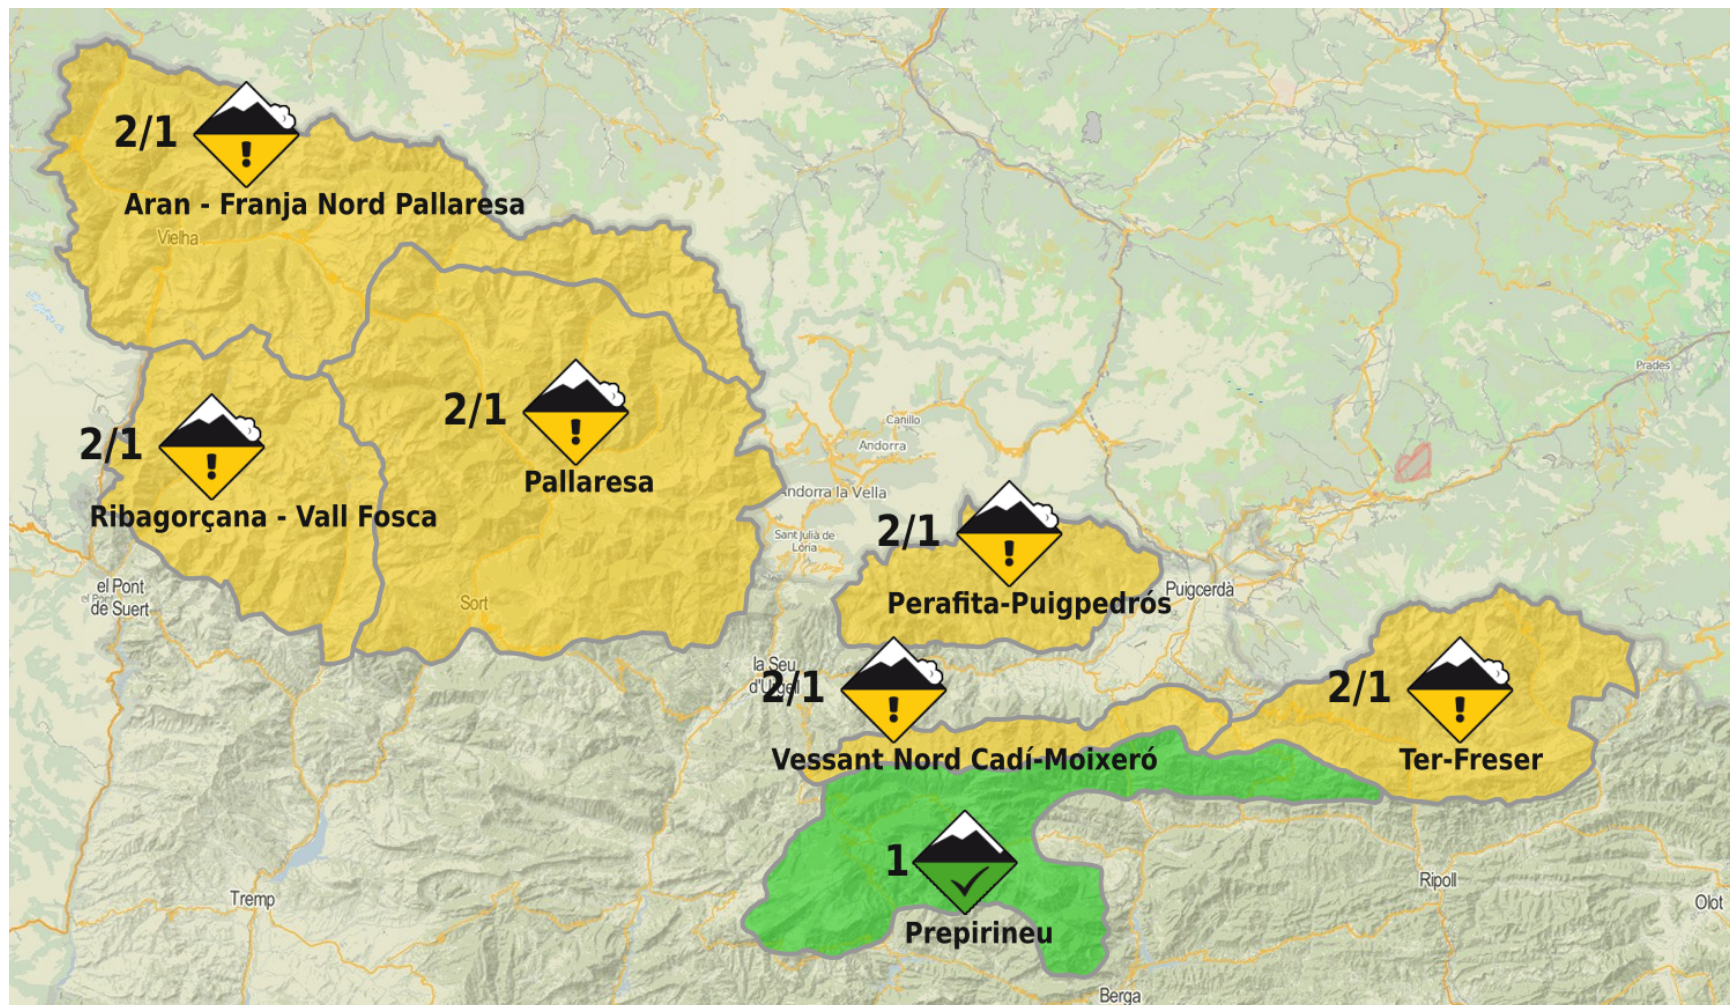 2/1
Aran - Franja Nord Pallaresa
Vielha
Prades
2/1
Pallaresa
Canillo
Andorra
2/1
Ribagorçana - Vall Fosca
Andorra la Vella
2/1
Sant Julià de
Lòria
el Pont
de Suert
Sort
Perafita-Puigpedrós
Puigcerdà
la Seu
d'Urgell
2/1
Vessant Nord Cadí-Moixeró
2/1
Ter-Freser
1
Prepirineu
Tremp
Ripoll
Olot
Berga